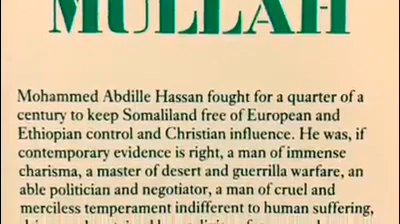 MULLAH
Mohammed Abdille Hassan fought for a quarter of a
century to keep Somaliland free of European and
Ethiopian control and Christian influence. He was, if
contemporary evidence is right, a man of immense
charisma, a master of desert and guerrilla warfare, an
able politician and negotiator, a man of cruel and
merciless temperament indifferent to human suffering,